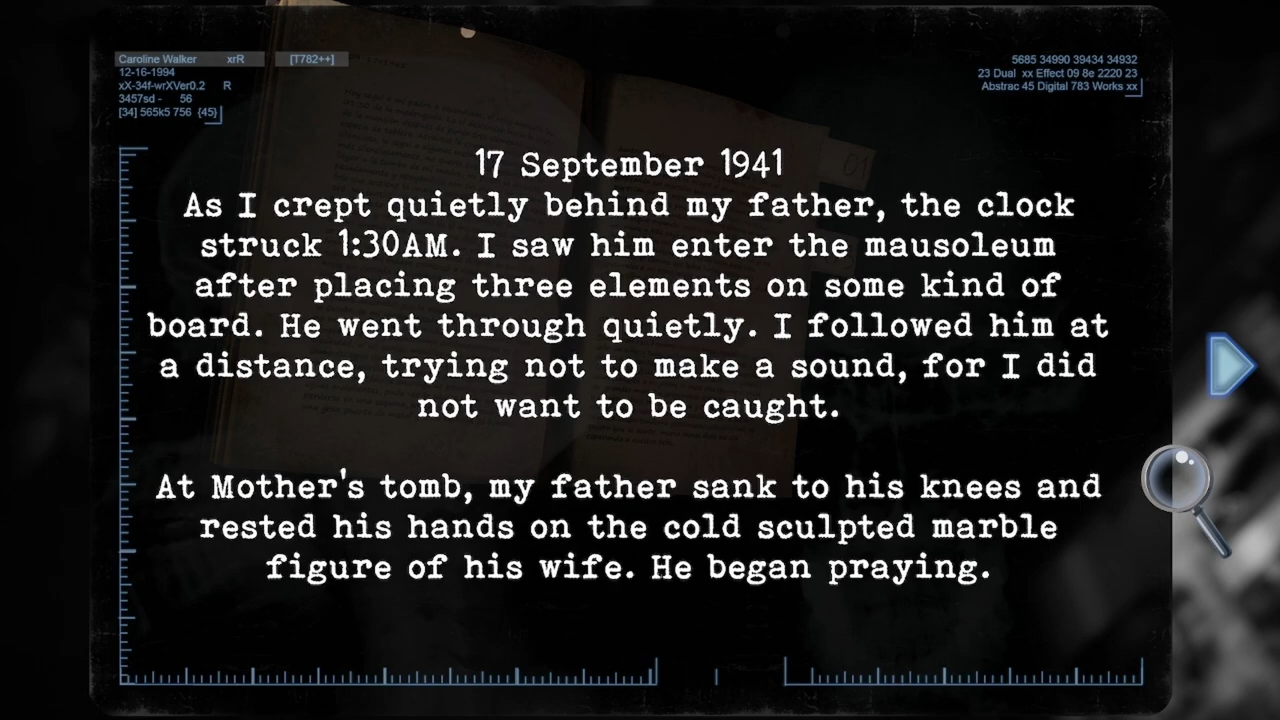 Caroline Walker xrR [T782++]
12-16-1994
xX-34f-wrXVer0.2 R
3457sd - 56
[34] 565k5 756 {45}
5685 34990 39434 34932
23 Dual xx Effect 09 8e 2220 23
Abstrac 45 Digital 783 Works xx
17 September 1941
As I crept quietly behind my father, the clock
struck 1:30AM. I saw him enter the mausoleum
after placing three elements on some kind of
board. He went through quietly. I followed him at
a distance, trying not to make a sound, for I did
not want to be caught.
At Mother's tomb, my father sank to his knees and
rested his hands on the cold sculpted marble
figure of his wife. He began praying.